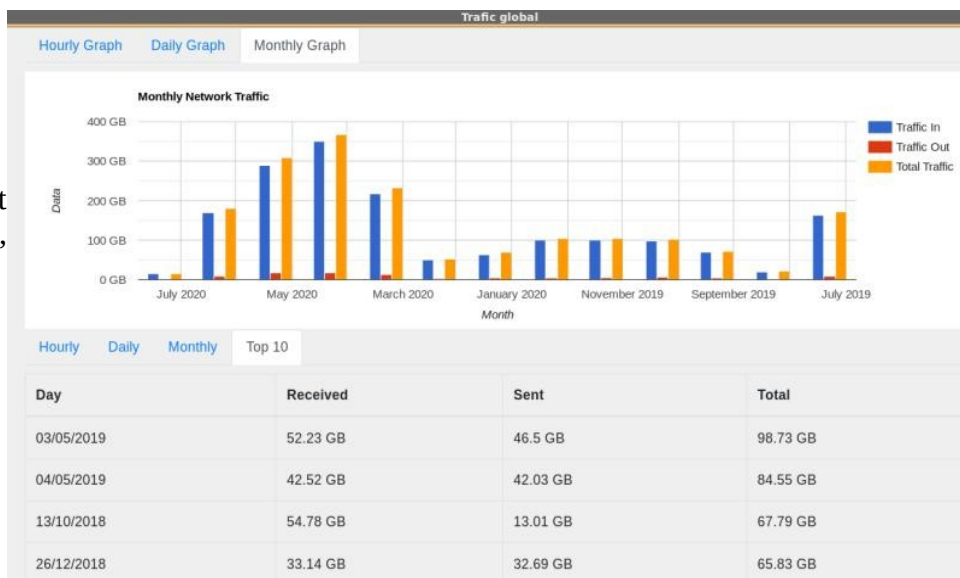 Trafic global
Hourly Graph Daily Graph Monthly Graph
Monthly Network Traffic
400 GB
300 GB
200 GB
100 GB
0 GB
Data
July 2020 May 2020 March 2020 January 2020 November 2019 September 2019 July 2019
Month
Traffic In
Traffic Out
Total Traffic
t
,
Hourly Daily Monthly Top 10
Day Received Sent Total
03/05/2019 52.23 GB 46.5 GB 98.73 GB
04/05/2019 42.52 GB 42.03 GB 84.55 GB
13/10/2018 54.78 GB 13.01 GB 67.79 GB
26/12/2018 33.14 GB 32.69 GB 65.83 GB